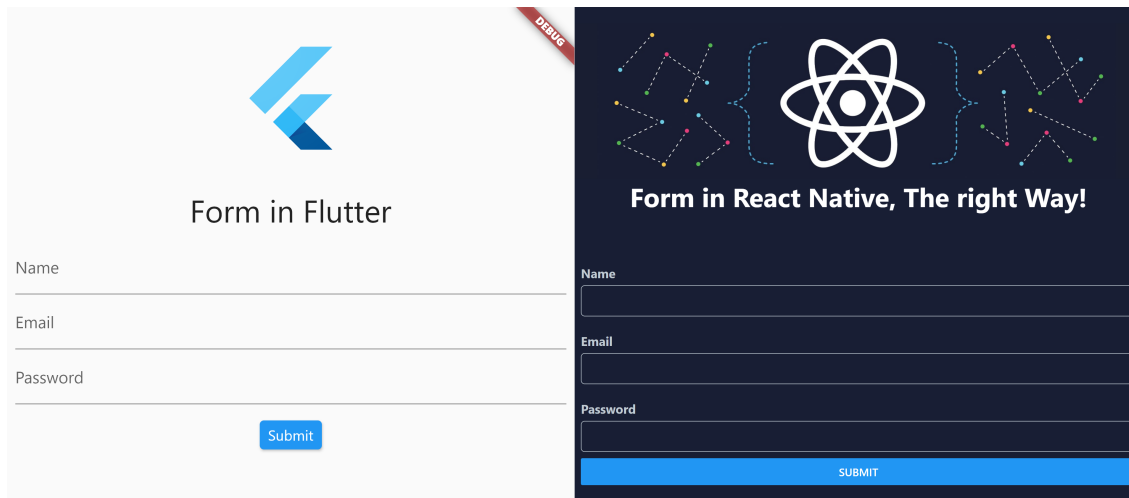 DEBUG
Form in Flutter
Name
Email
Password
Submit
Form in React Native, The right Way!
Name
Email
Password
SUBMIT